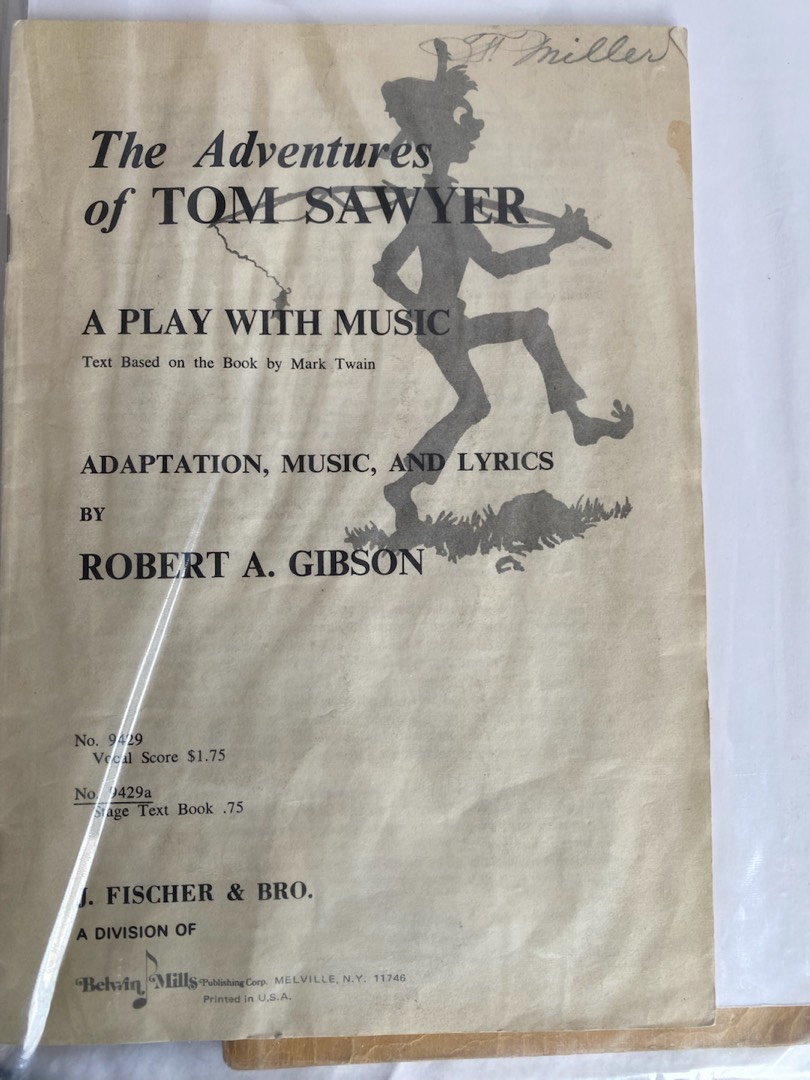 Miller
The Adventures
of TOM SAWYER
A PLAY WITH MUSIC
Text Based on the Book by Mark Twain
ADAPTATION, MUSIC, AND LYRICS
BY
ROBERT A. GIBSON
No. 9429
Vocal Score $1.75
No. 9429a
Stage Text Book .75
J. FISCHER & BRO.
A DIVISION OF
Belwin Mills Publishing Corp. MELVILLE, N.Y. 11746
Printed in U.S.A.